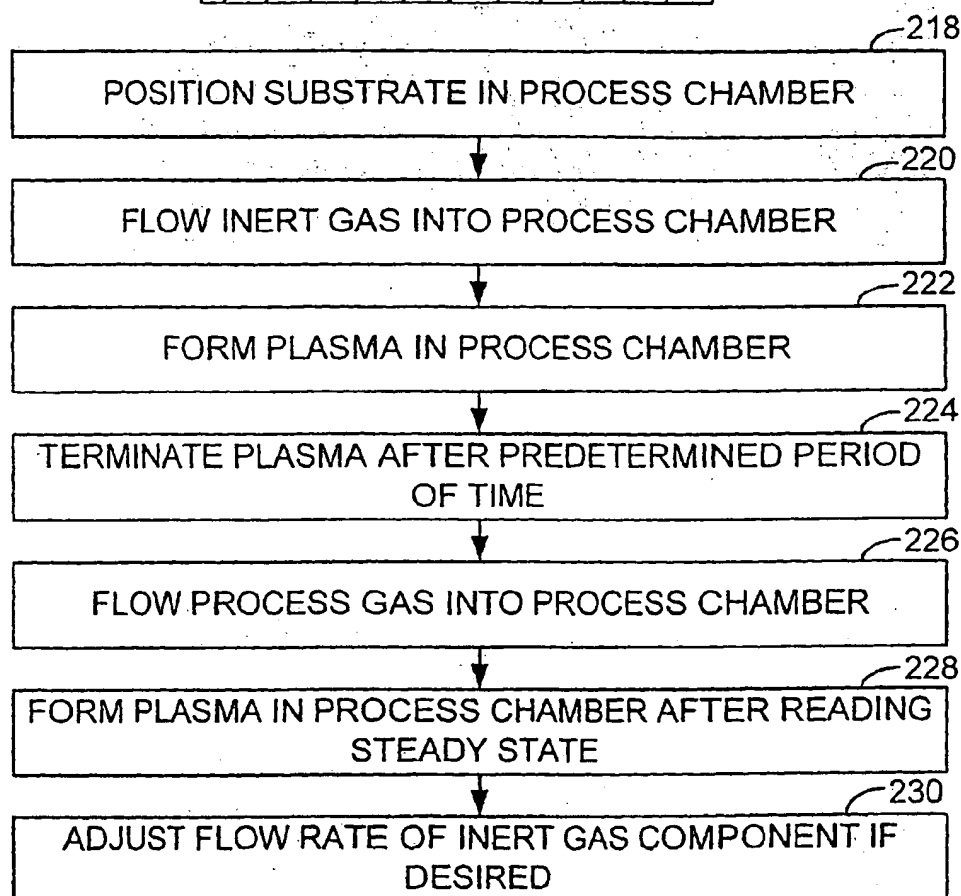 218
POSITION SUBSTRATE IN PROCESS CHAMBER
220
FLOW INERT GAS INTO PROCESS CHAMBER
222
FORM PLASMA IN PROCESS CHAMBER
224
TERMINATE PLASMA AFTER PREDETERMINED PERIOD
OF TIME
226
FLOW PROCESS GAS INTO PROCESS CHAMBER
228
FORM PLASMA IN PROCESS CHAMBER AFTER READING
STEADY STATE
230
ADJUST FLOW RATE OF INERT GAS COMPONENT IF
DESIRED